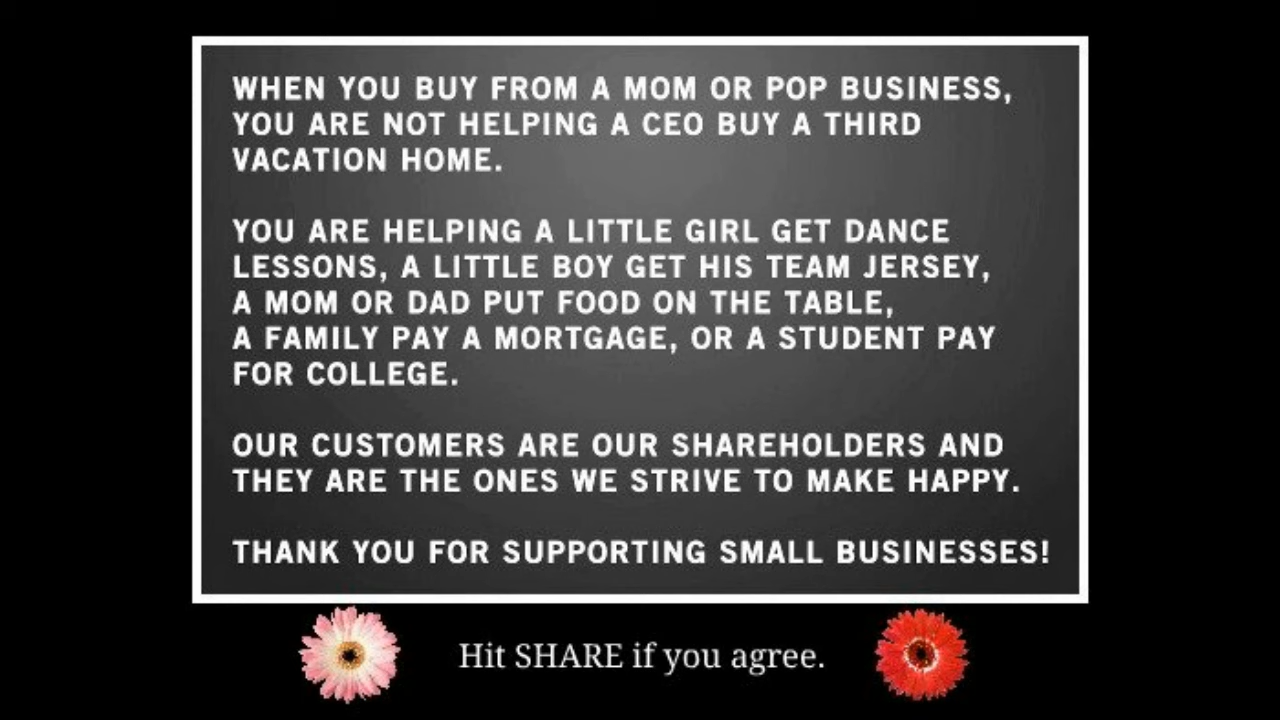 WHEN YOU BUY FROM A MOM OR POP BUSINESS,
YOU ARE NOT HELPING A CEO BUY A THIRD
VACATION HOME.
YOU ARE HELPING A LITTLE GIRL GET DANCE
LESSONS, A LITTLE BOY GET HIS TEAM JERSEY,
A MOM OR DAD PUT FOOD ON THE TABLE,
A FAMILY PAY A MORTGAGE, OR A STUDENT PAY
FOR COLLEGE.
OUR CUSTOMERS ARE OUR SHAREHOLDERS AND
THEY ARE THE ONES WE STRIVE TO MAKE HAPPY.
THANK YOU FOR SUPPORTING SMALL BUSINESSES!
Hit SHARE if you agree.